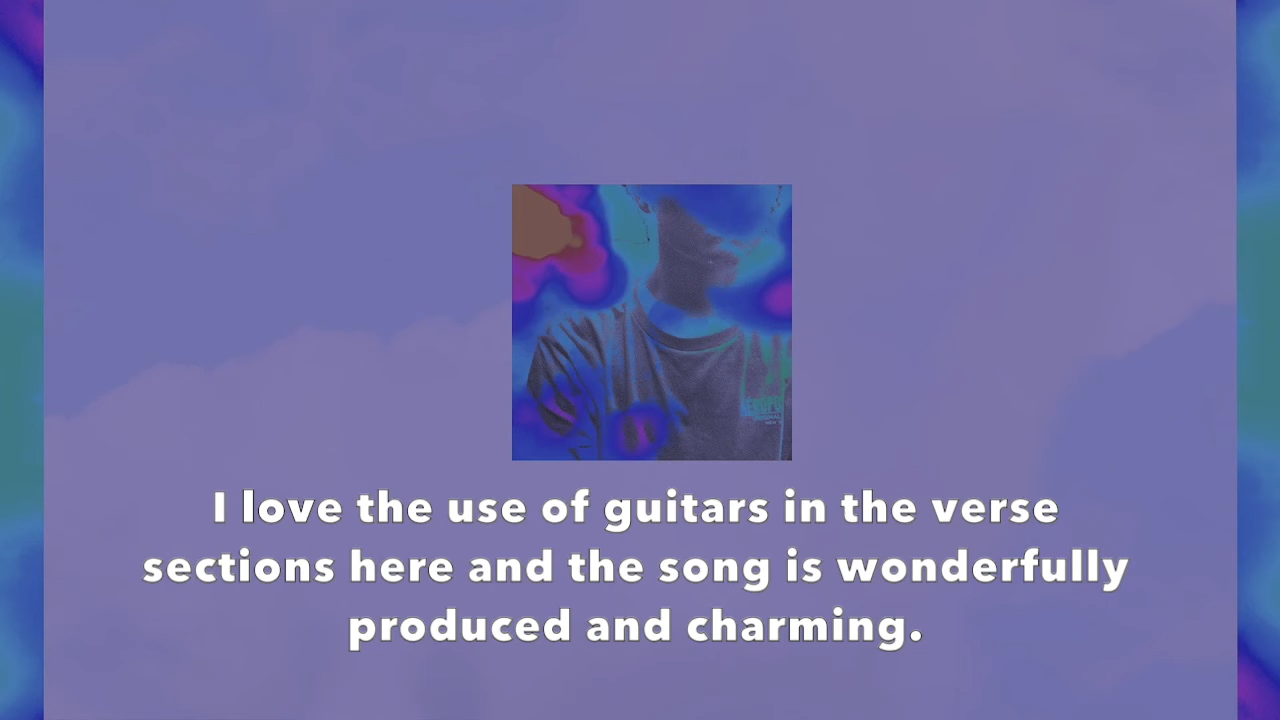 I love the use of guitars in the verse
sections here and the song is wonderfully
produced and charming.